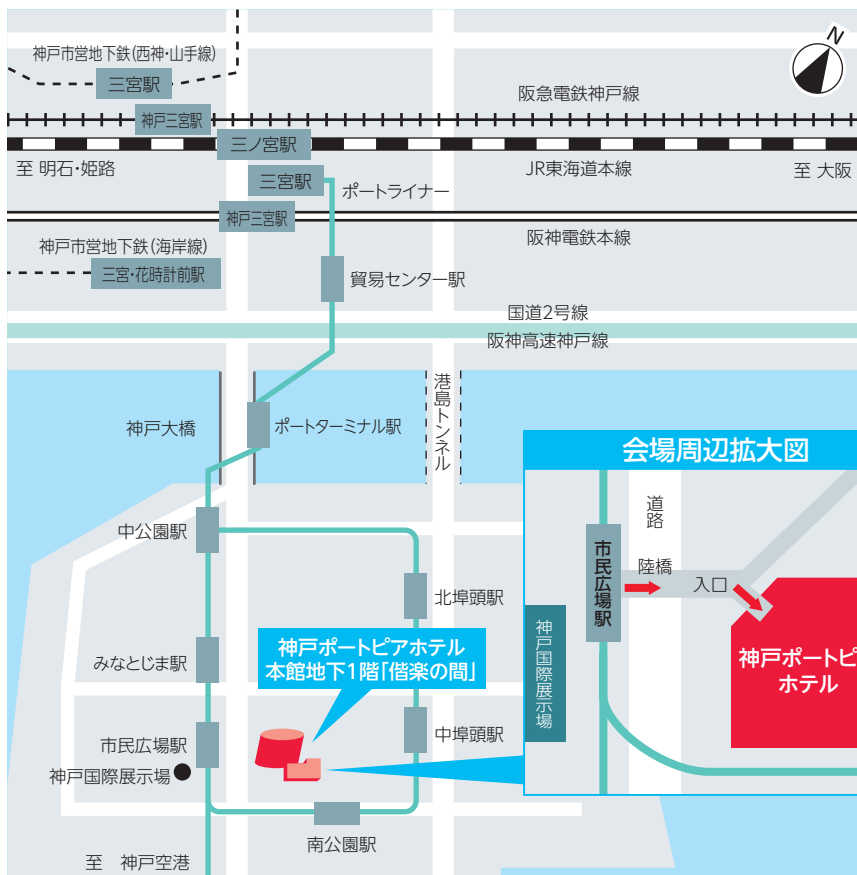 N
神戸市営地下鉄(西神・山手線)
三宮駅
阪急電鉄神戸線
神戸三宮駅
三ノ宮駅
至 明石・姫路
JR東海道本線
至 大阪
三宮駅
ポートライナー
神戸三宮駅
阪神電鉄本線
神戸市営地下鉄(海岸線)
三宮・花時計前駅
貿易センター駅
国道2号線
阪神高速神戸線
港島トンネル
神戸大橋
ポートターミナル駅
中公園駅
北埠頭駅
神戸ポートピアホテル
本館地下1階「偕楽の間」
みなとじま駅
市民広場駅
中埠頭駅
神戸国際展示場
南公園駅
至 神戸空港
会場周辺拡大図
道路
市民広場駅
陸橋
入口
神戸国際展示場
神戸ポートピ
ホテル